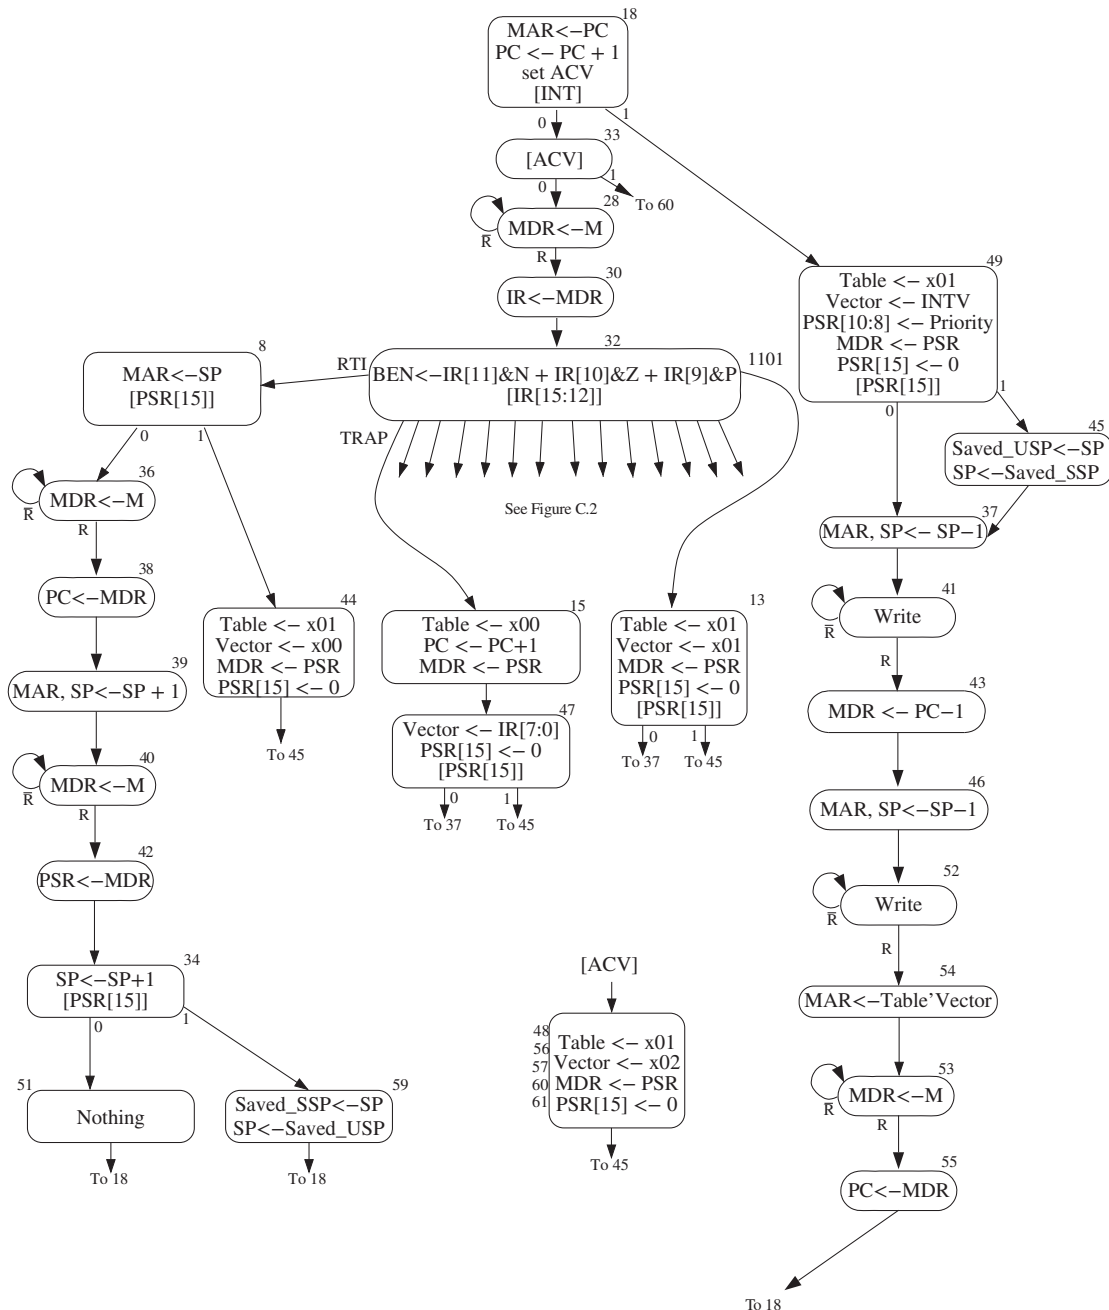 18
MAR<−PC
PC <− PC + 1
set ACV
[INT]
0
1
33
[ACV]
0
1
To 60
28
MDR<−M
R̅
R
30
IR<−MDR
32
BEN<−IR[11]&N + IR[10]&Z + IR[9]&P
[IR[15:12]]
RTI
TRAP
1101
See Figure C.2
8
MAR<−SP
[PSR[15]]
0
1
36
MDR<−M
R̅
R
38
PC<−MDR
39
MAR, SP<−SP + 1
40
MDR<−M
R̅
R
42
PSR<−MDR
34
SP<−SP+1
[PSR[15]]
0
1
51
Nothing
To 18
59
Saved_SSP<−SP
SP<−Saved_USP
To 18
44
Table <− x01
Vector <− x00
MDR <− PSR
PSR[15] <− 0
To 45
15
Table <− x00
PC <− PC+1
MDR <− PSR
47
Vector <− IR[7:0]
PSR[15] <− 0
[PSR[15]]
0
1
To 37
To 45
13
Table <− x01
Vector <− x01
MDR <− PSR
PSR[15] <− 0
[PSR[15]]
0
1
To 37
To 45
[ACV]
48
56
57
60
61
Table <− x01
Vector <− x02
MDR <− PSR
PSR[15] <− 0
To 45
49
Table <− x01
Vector <− INTV
PSR[10:8] <− Priority
MDR <− PSR
PSR[15] <− 0
[PSR[15]]
0
1
45
Saved_USP<−SP
SP<−Saved_SSP
37
MAR, SP<− SP−1
41
Write
R̅
R
43
MDR <− PC−1
46
MAR, SP<−SP−1
52
Write
R̅
R
54
MAR<−Table’Vector
53
MDR<−M
R̅
R
55
PC<−MDR
To 18